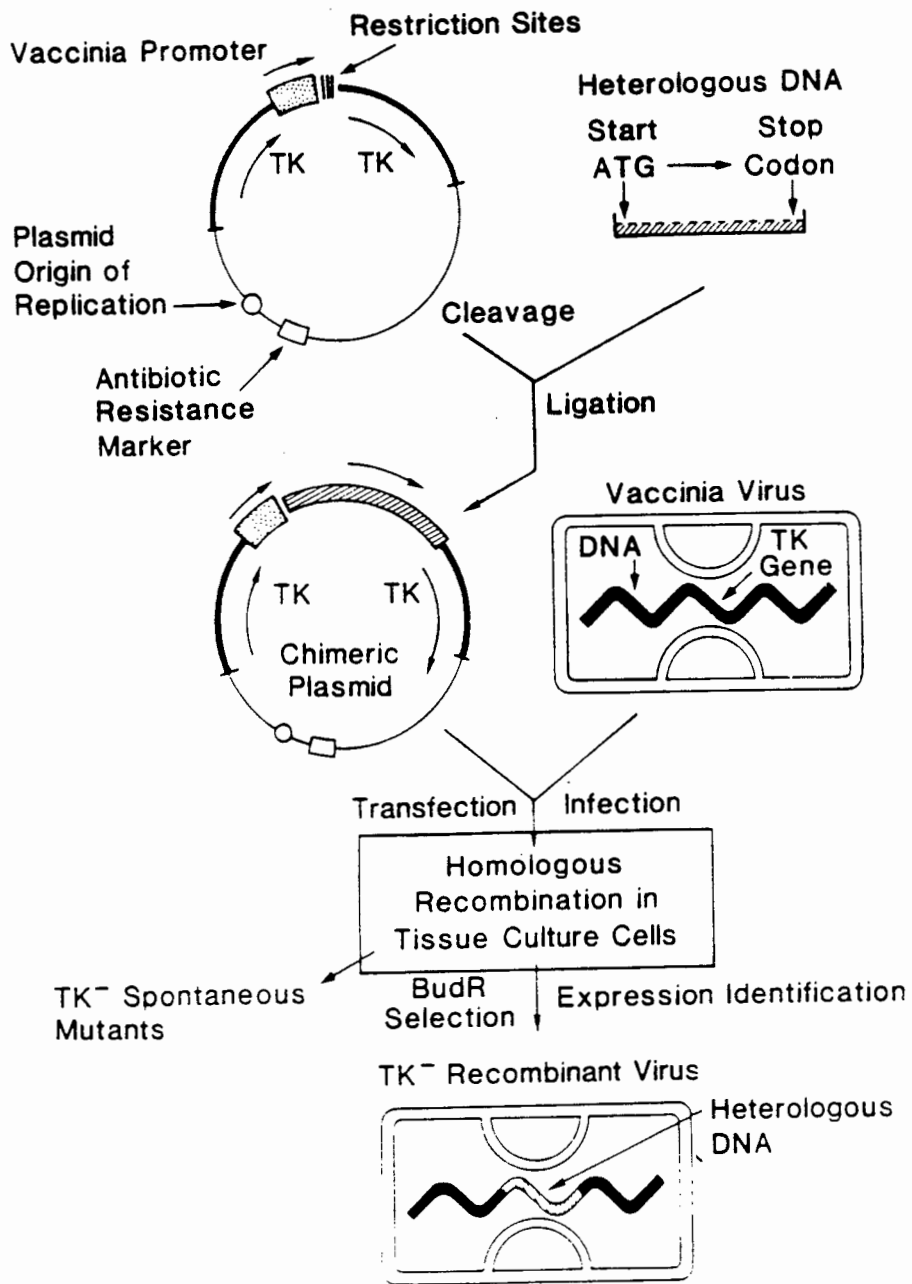 Restriction Sites
Vaccinia Promoter
TK
TK
Heterologous DNA
Start
Stop
ATG
Codon
Plasmid
Origin of
Replication
Cleavage
Antibiotic
Resistance
Marker
Ligation
TK
TK
Chimeric
Plasmid
Vaccinia Virus
DNA
TK
Gene
Transfection
Infection
Homologous
Recombination in
Tissue Culture Cells
TK⁻ Spontaneous
Mutants
BudR
Selection
Expression Identification
TK⁻ Recombinant Virus
Heterologous
DNA